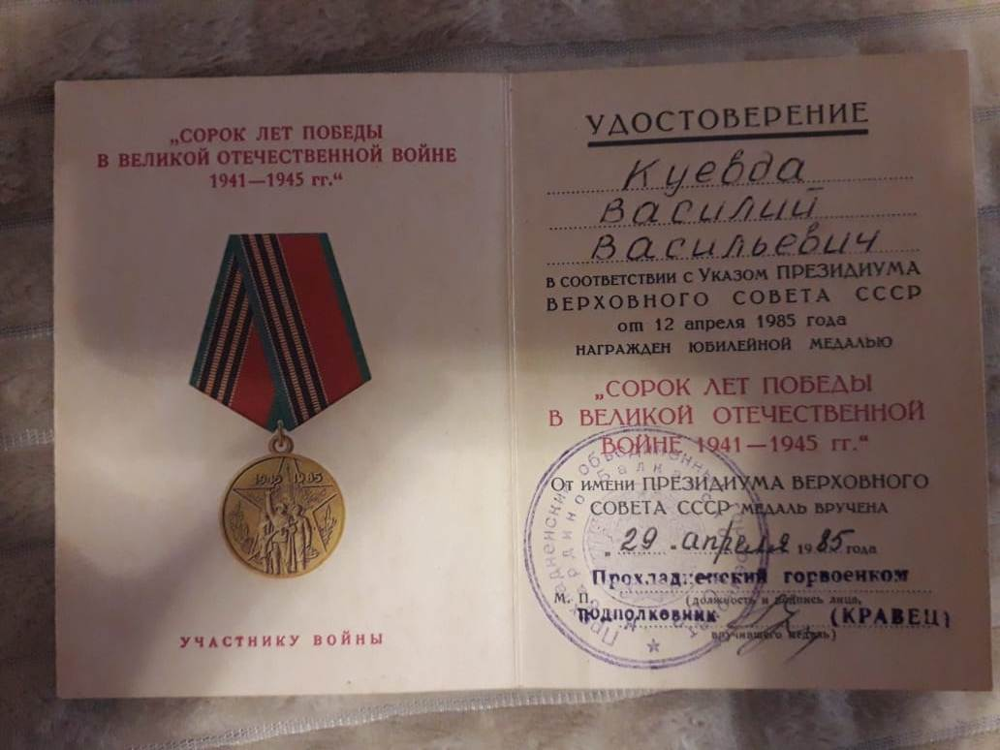 „СОРОК ЛЕТ ПОБЕДЫ
В ВЕЛИКОЙ ОТЕЧЕСТВЕННОЙ ВОЙНЕ
1941—1945 гг.“
1945 1985
УЧАСТНИКУ ВОЙНЫ
УДОСТОВЕРЕНИЕ
Куевда
Василий
Васильевич
В СООТВЕТСТВИИ С УКАЗОМ ПРЕЗИДИУМА
ВЕРХОВНОГО СОВЕТА СССР
от 12 апреля 1985 года
НАГРАЖДЕН ЮБИЛЕЙНОЙ МЕДАЛЬЮ
„СОРОК ЛЕТ ПОБЕДЫ
В ВЕЛИКОЙ ОТЕЧЕСТВЕННОЙ
ВОЙНЕ 1941—1945 гг.“
ОТ ИМЕНИ ПРЕЗИДИУМА ВЕРХОВНОГО
СОВЕТА СССР МЕДАЛЬ ВРУЧЕНА
„29 „ апреля 1985 года
Прохладненский горвоенком
М. П. (должность и подпись лица,
Подполковник (КРАВЕЦ)
вручившего медаль)